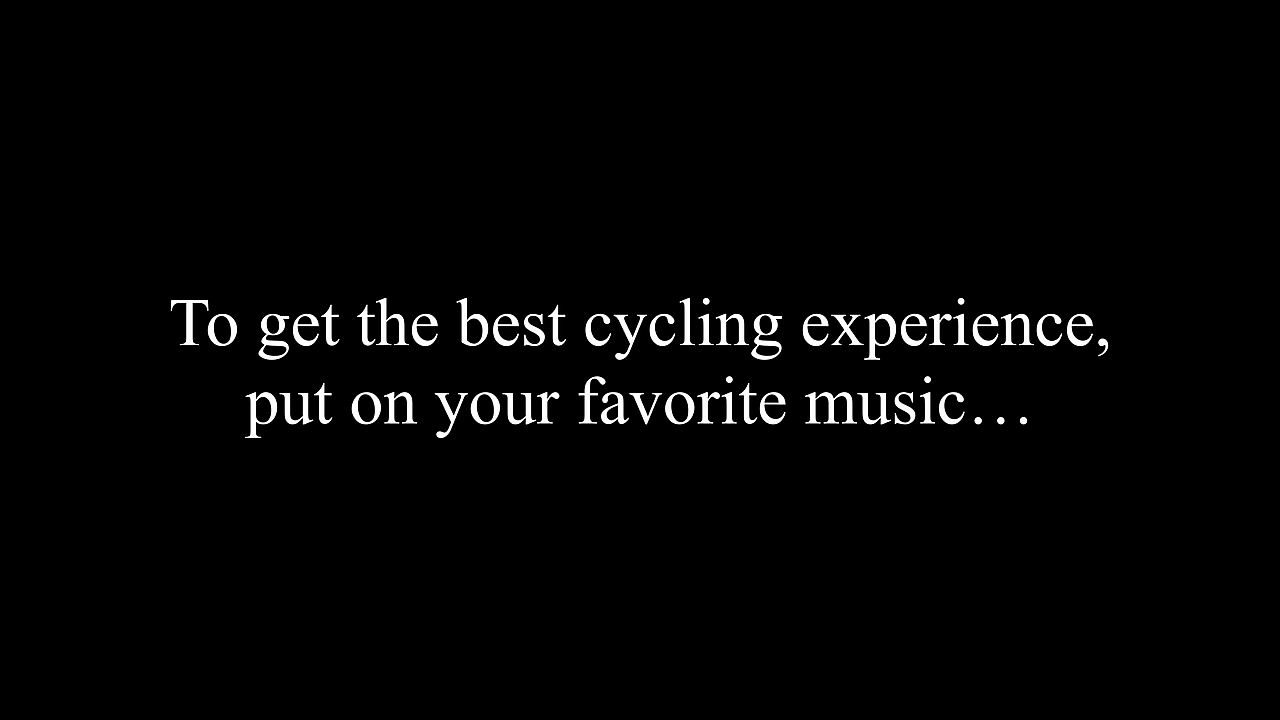 To get the best cycling experience,
put on your favorite music…